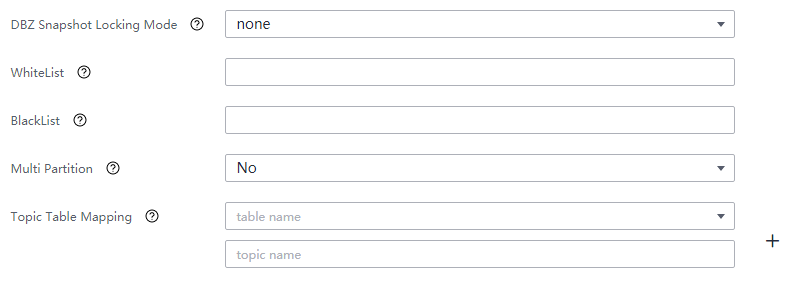 DBZ Snapshot Locking Mode ? none
WhiteList ?
BlackList ?
Multi Partition ? No
Topic Table Mapping ? table name
topic name